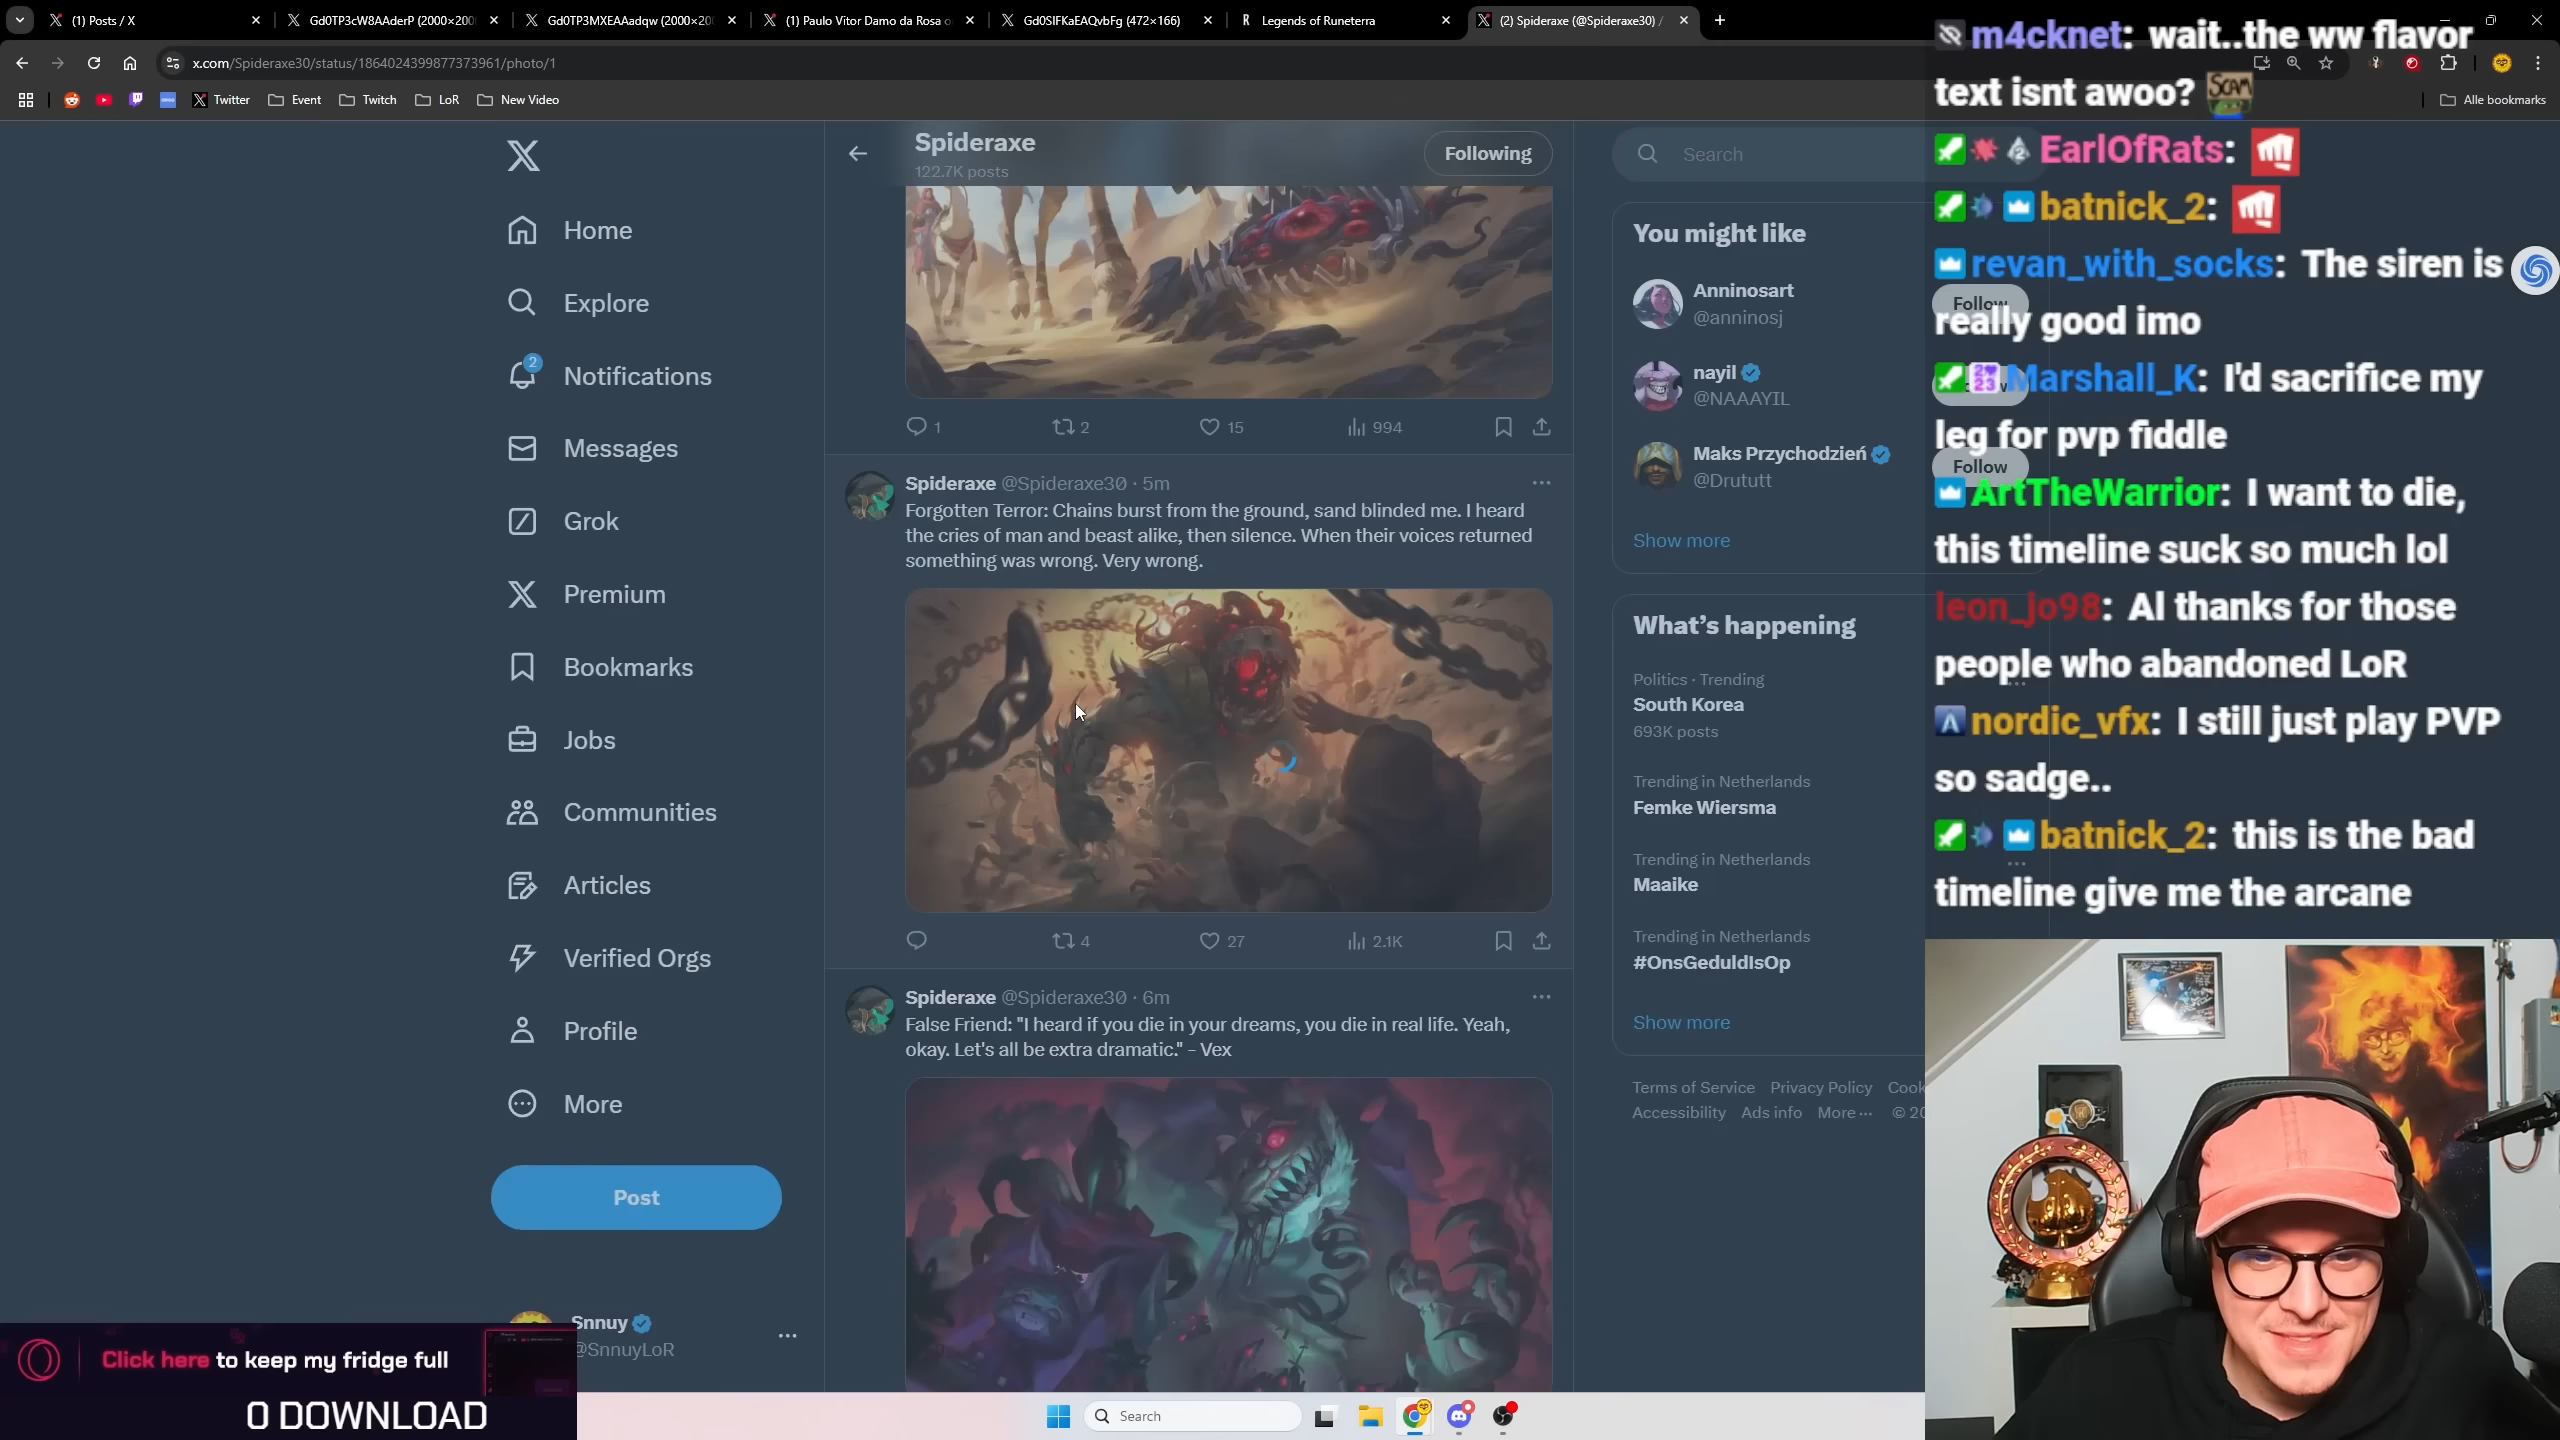 (1) Posts / X
Gd0TP3cW8AAderP (2000×200
Gd0TP3MXEAAadqw (2000×20
(1) Paulo Vitor Damo da Rosa o
Gd0SlFKaEAQvbFg (472×166)
Legends of Runeterra
(2) Spideraxe (@Spideraxe30) /
x.com/Spideraxe30/status/1864024399877373961/photo/1
Twitter
Event
Twitch
LoR
New Video
Alle bookmarks
Home
Explore
2
Notifications
Messages
Grok
Premium
Bookmarks
Jobs
Communities
Articles
Verified Orgs
Profile
More
Post
Snnuy
@SnnuyLoR
Spideraxe
122.7K posts
Following
1
2
15
994
Spideraxe @Spideraxe30 · 5m
Forgotten Terror: Chains burst from the ground, sand blinded me. I heard
the cries of man and beast alike, then silence. When their voices returned
something was wrong. Very wrong.
4
27
2.1K
Spideraxe @Spideraxe30 · 6m
False Friend: "I heard if you die in your dreams, you die in real life. Yeah,
okay. Let's all be extra dramatic." - Vex
Search
You might like
Anninosart
@anninosj
Follow
nayil
@NAAAYIL
Maks Przychodzień
@Drututt
Follow
Show more
What's happening
Politics · Trending
South Korea
693K posts
Trending in Netherlands
Femke Wiersma
Trending in Netherlands
Maaike
Trending in Netherlands
#OnsGeduldIsOp
Show more
Terms of Service Privacy Policy Cook
Accessibility Ads info More ··· © 20
m4cknet: wait..the ww flavor
text isnt awoo?
SCAM
2
EarlOfRats:
batnick_2:
revan_with_socks: The siren is
really good imo
Marshall_K: I'd sacrifice my
leg for pvp fiddle
ArtTheWarrior: I want to die,
this timeline suck so much lol
leon_jo98: Al thanks for those
people who abandoned LoR
nordic_vfx: I still just play PVP
so sadge..
batnick_2: this is the bad
timeline give me the arcane
Click here to keep my fridge full
0 DOWNLOAD
Search